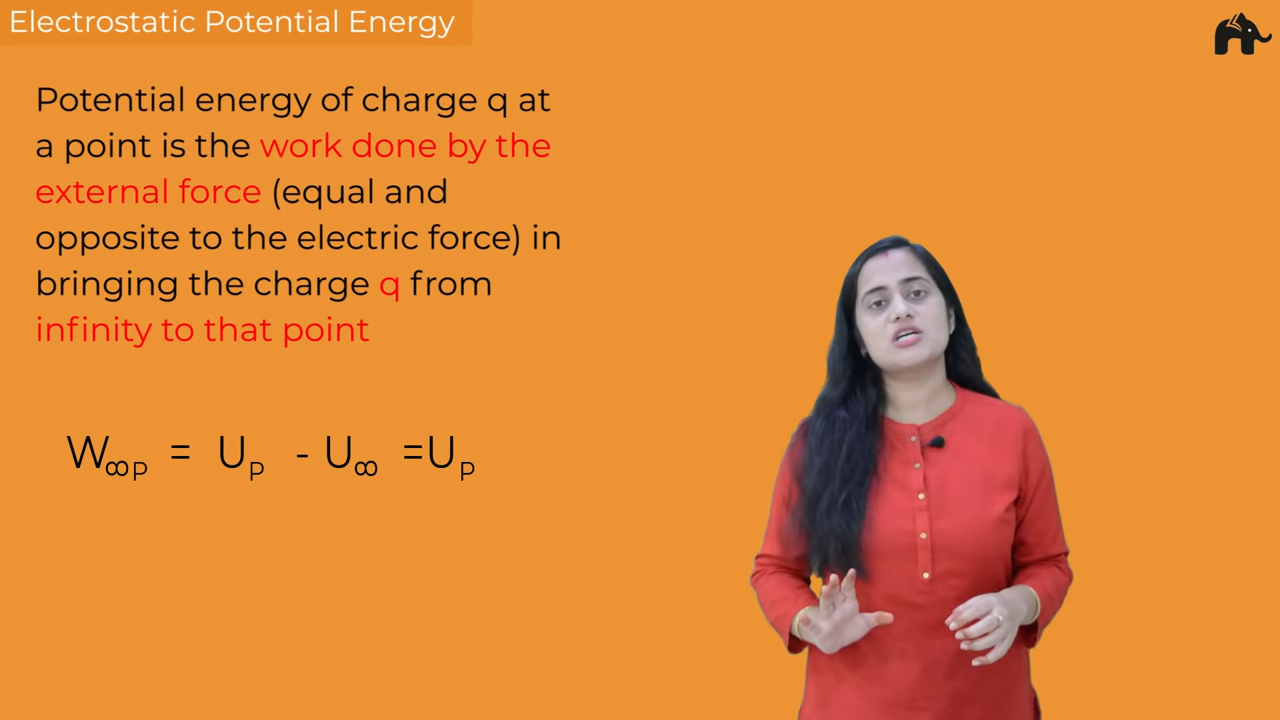 Electrostatic Potential Energy
Potential energy of charge q at
a point is the work done by the
external force (equal and
opposite to the electric force) in
bringing the charge q from
infinity to that point
W∞P = UP - U∞ =UP